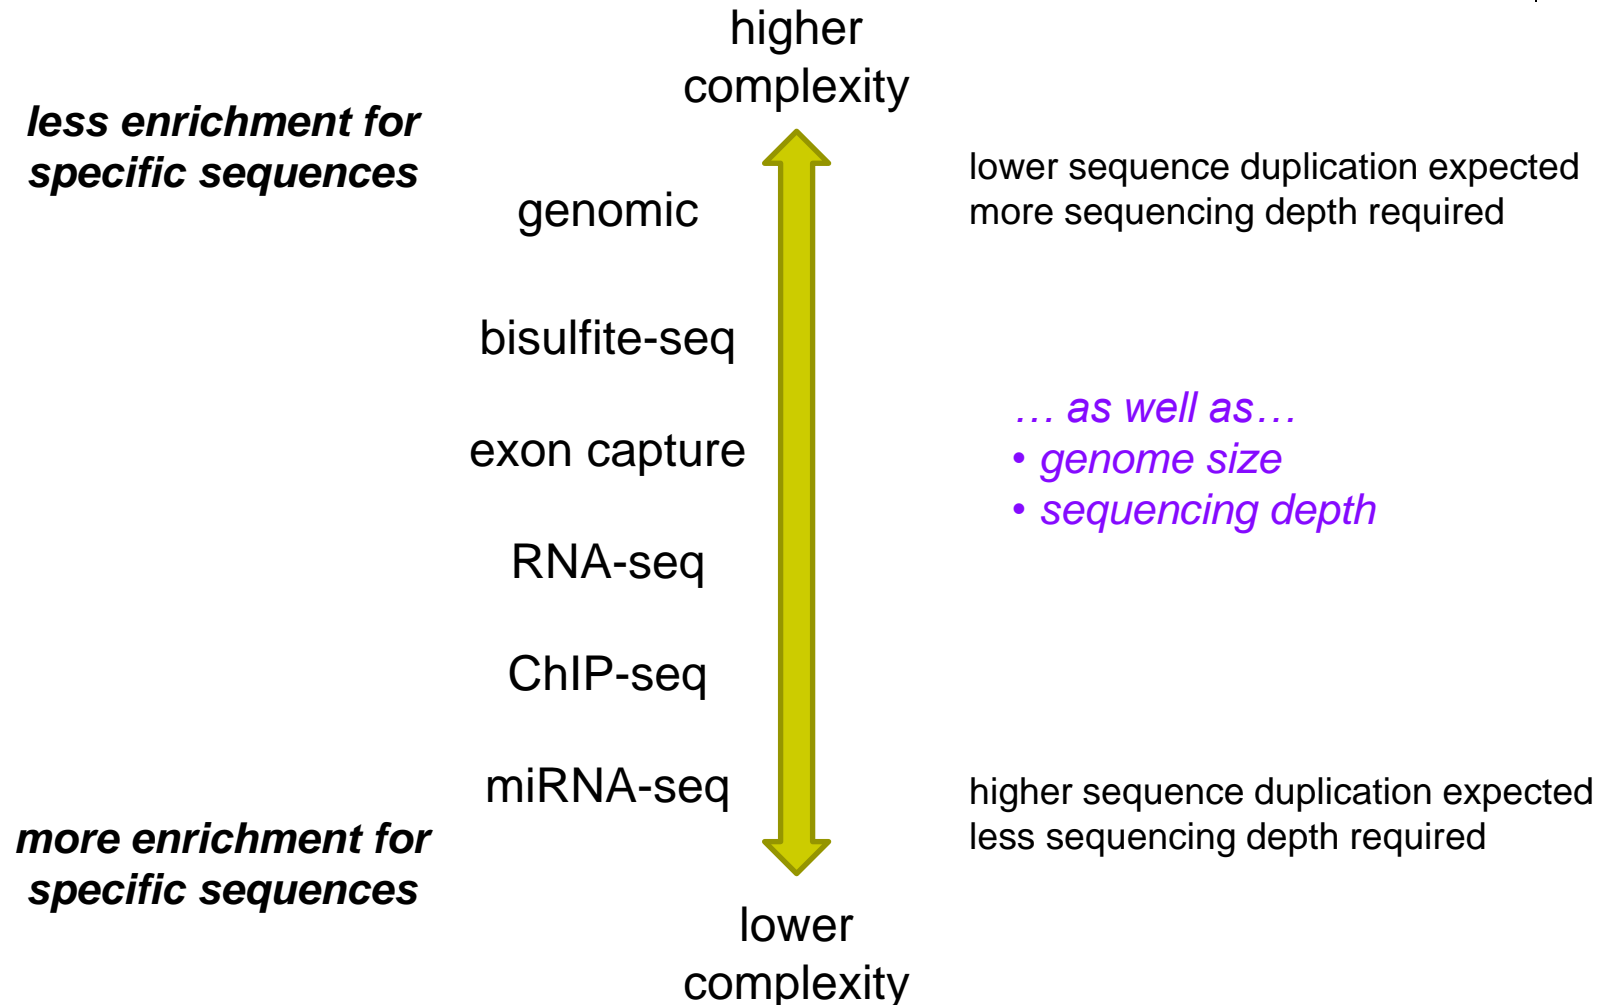 higher
complexity
less enrichment for
specific sequences
lower sequence duplication expected
more sequencing depth required
genomic
bisulfite-seq
exon capture
… as well as…
• genome size
• sequencing depth
RNA-seq
ChIP-seq
miRNA-seq
higher sequence duplication expected
less sequencing depth required
more enrichment for
specific sequences
lower
complexity